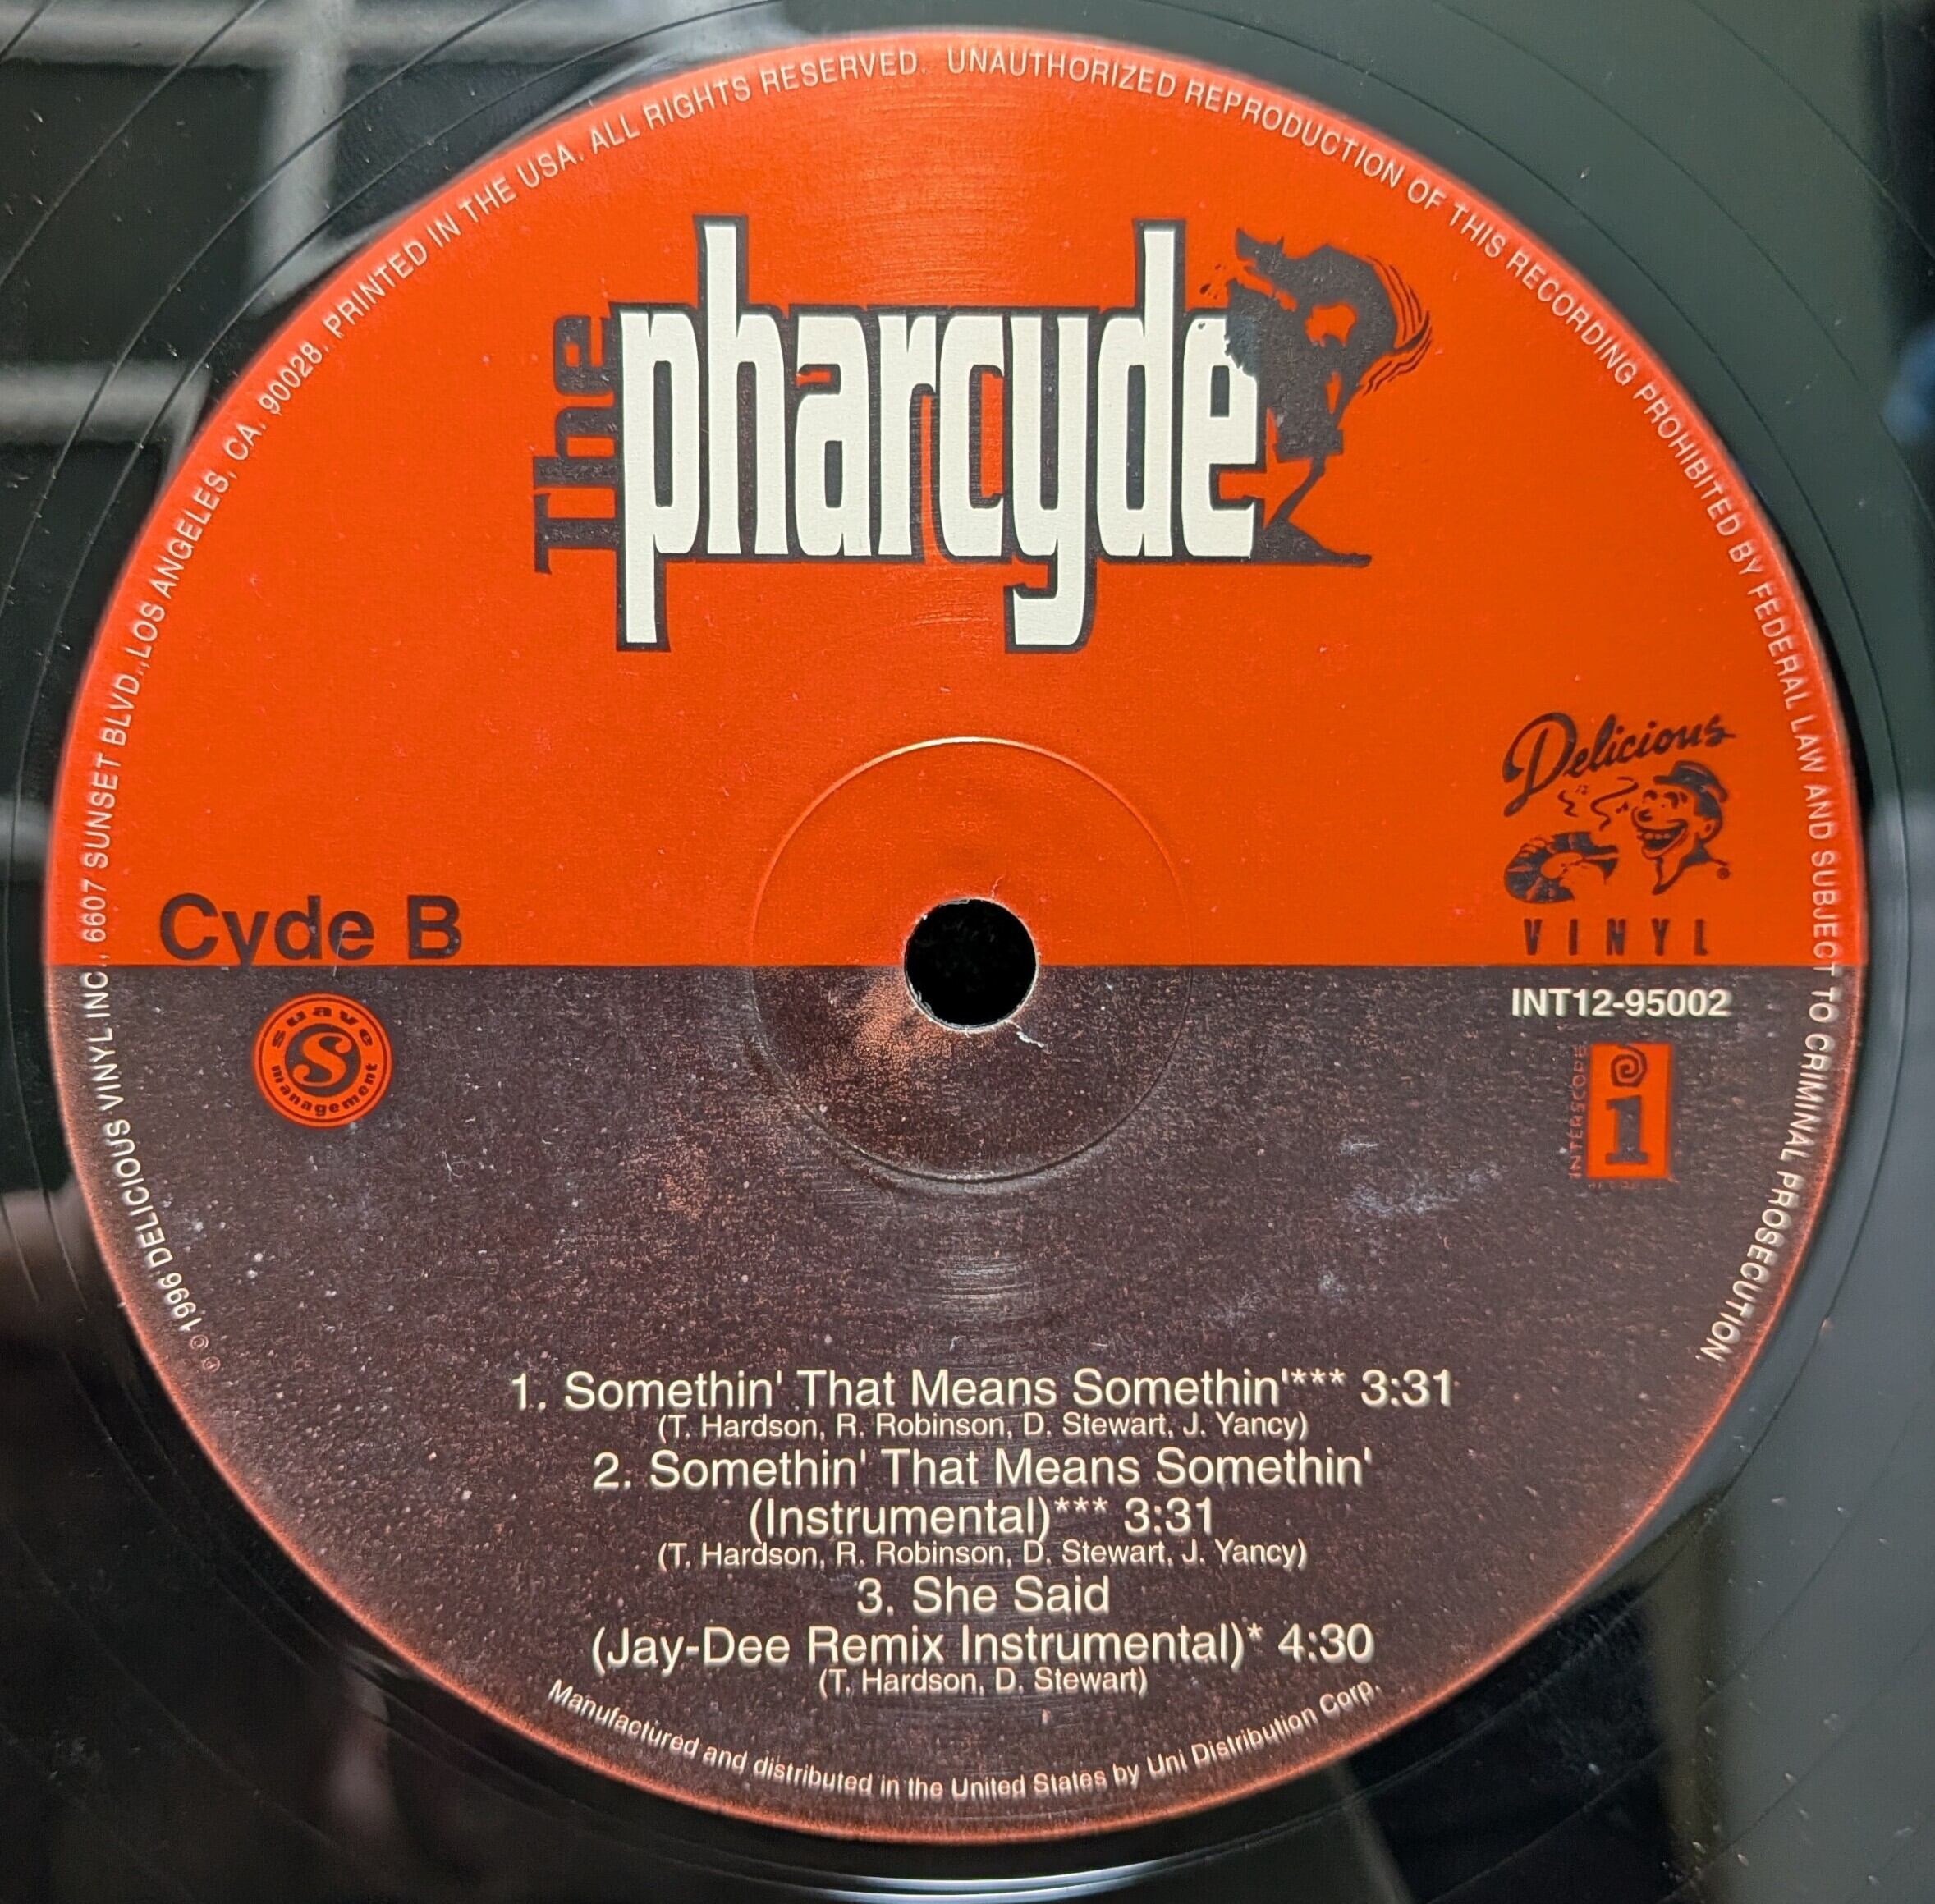 ℗© 1996 DELICIOUS VINYL INC., 6607 SUNSET BLVD., LOS ANGELES, CA. 90028. PRINTED IN THE USA. ALL RIGHTS RESERVED. UNAUTHORIZED REPRODUCTION OF THIS RECORDING PROHIBITED BY FEDERAL LAW AND SUBJECT TO CRIMINAL PROSECUTION.
The pharcyde
Delicious
VINYL
®
Cyde B
INT12-95002
suave
S
management
INTERSCOPE
i
1. Somethin' That Means Somethin'*** 3:31
(T. Hardson, R. Robinson, D. Stewart, J. Yancy)
2. Somethin' That Means Somethin'
(Instrumental)*** 3:31
(T. Hardson, R. Robinson, D. Stewart, J. Yancy)
3. She Said
(Jay-Dee Remix Instrumental)* 4:30
(T. Hardson, D. Stewart)
Manufactured and distributed in the United States by Uni Distribution Corp.